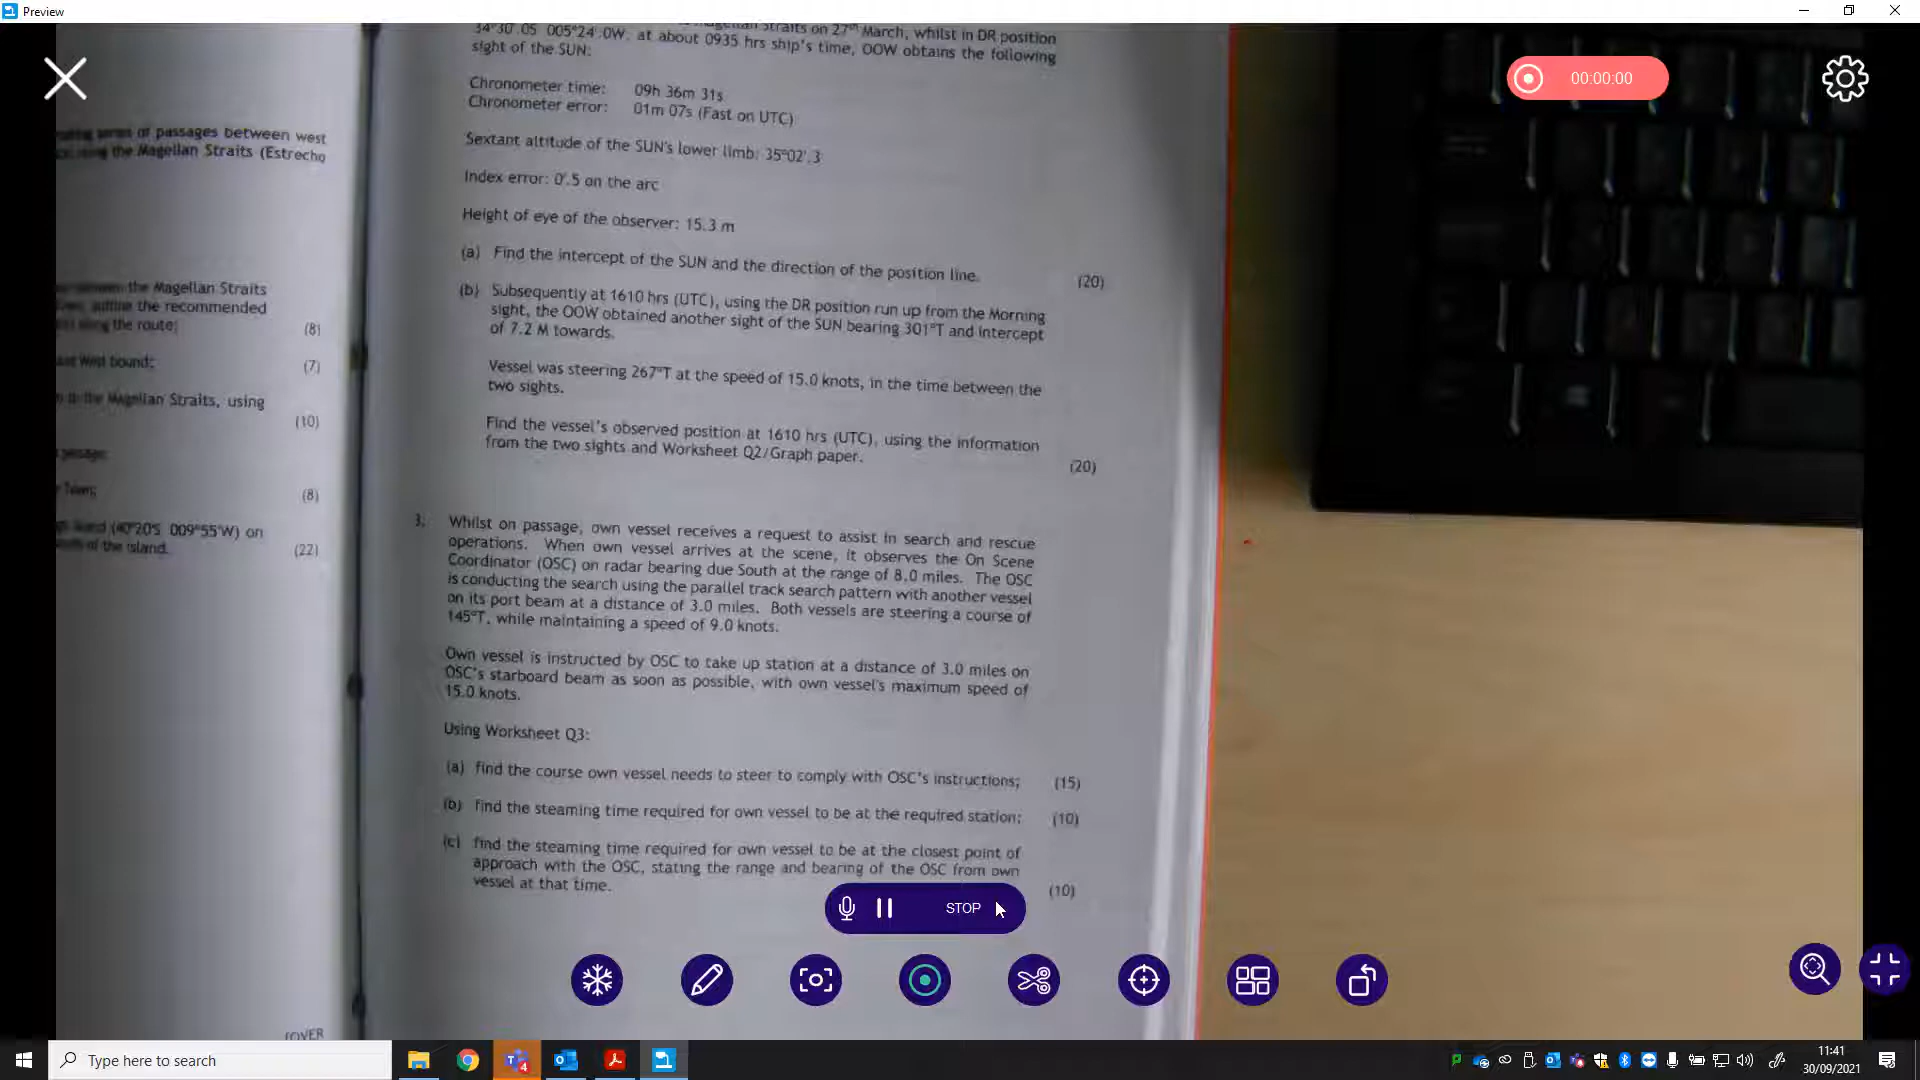 Preview
00:00:00
of passages between west
the Magellan Straits (Estrecho
the Magellan Straits
outline the recommended
along the route;
(8)
West bound;
(7)
the Magellan Straits, using
(10)
passage
Town;
(8)
Island (40°20'S 009°55'W) on
of the island.
(22)
(OVER
Magellan Straits on 27th March, whilst in DR position
34°30'.0S 005°24'.0W, at about 0935 hrs ship's time, OOW obtains the following
sight of the SUN:
Chronometer time: 09h 36m 31s
Chronometer error: 01m 07s (Fast on UTC)
Sextant altitude of the SUN's lower limb: 35°02'.3
Index error: 0'.5 on the arc
Height of eye of the observer: 15.3 m
(a) Find the intercept of the SUN and the direction of the position line.
(20)
(b) Subsequently at 1610 hrs (UTC), using the DR position run up from the Morning
sight, the OOW obtained another sight of the SUN bearing 301°T and intercept
of 7.2 M towards.
Vessel was steering 267°T at the speed of 15.0 knots, in the time between the
two sights.
Find the vessel's observed position at 1610 hrs (UTC), using the information
from the two sights and Worksheet Q2/Graph paper.
(20)
3. Whilst on passage, own vessel receives a request to assist in search and rescue
operations. When own vessel arrives at the scene, it observes the On Scene
Coordinator (OSC) on radar bearing due South at the range of 8.0 miles. The OSC
is conducting the search using the parallel track search pattern with another vessel
on its port beam at a distance of 3.0 miles. Both vessels are steering a course of
145°T, while maintaining a speed of 9.0 knots.
Own vessel is instructed by OSC to take up station at a distance of 3.0 miles on
OSC's starboard beam as soon as possible, with own vessel's maximum speed of
15.0 knots.
Using Worksheet Q3:
(a) find the course own vessel needs to steer to comply with OSC's instructions;
(15)
(b) find the steaming time required for own vessel to be at the required station;
(10)
(c) find the steaming time required for own vessel to be at the closest point of
approach with the OSC, stating the range and bearing of the OSC from own
vessel at that time.
(10)
STOP
Type here to search
4
11:41
30/09/2021